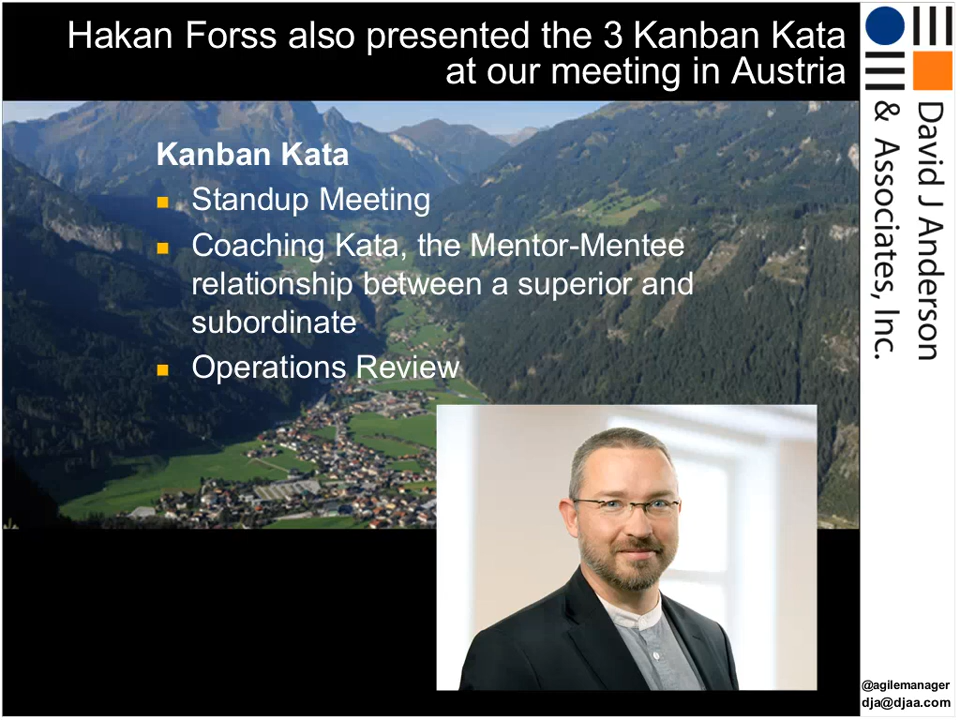 Hakan Forss also presented the 3 Kanban Kata
at our meeting in Austria
Kanban Kata
Standup Meeting
Coaching Kata, the Mentor-Mentee
relationship between a superior and
subordinate
Operations Review
David J Anderson
& Associates, Inc.
@agilemanager
dja@djaa.com